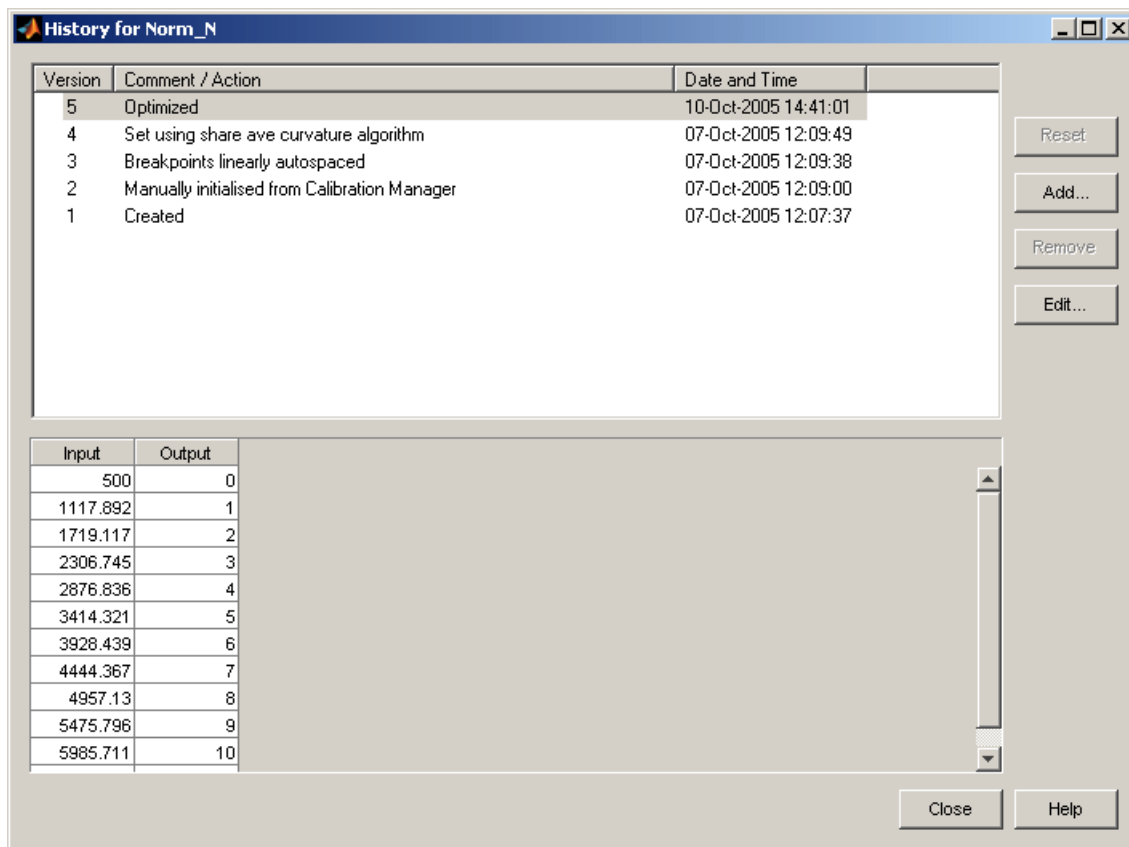 History for Norm_N
Version Comment / Action Date and Time
5 Optimized 10-Oct-2005 14:41:01
4 Set using share ave curvature algorithm 07-Oct-2005 12:09:49
3 Breakpoints linearly autospaced 07-Oct-2005 12:09:38
2 Manually initialised from Calibration Manager 07-Oct-2005 12:09:00
1 Created 07-Oct-2005 12:07:37
Reset
Add...
Remove
Edit...
Input Output
500 0
1117.892 1
1719.117 2
2306.745 3
2876.836 4
3414.321 5
3928.439 6
4444.367 7
4957.13 8
5475.796 9
5985.711 10
Close Help